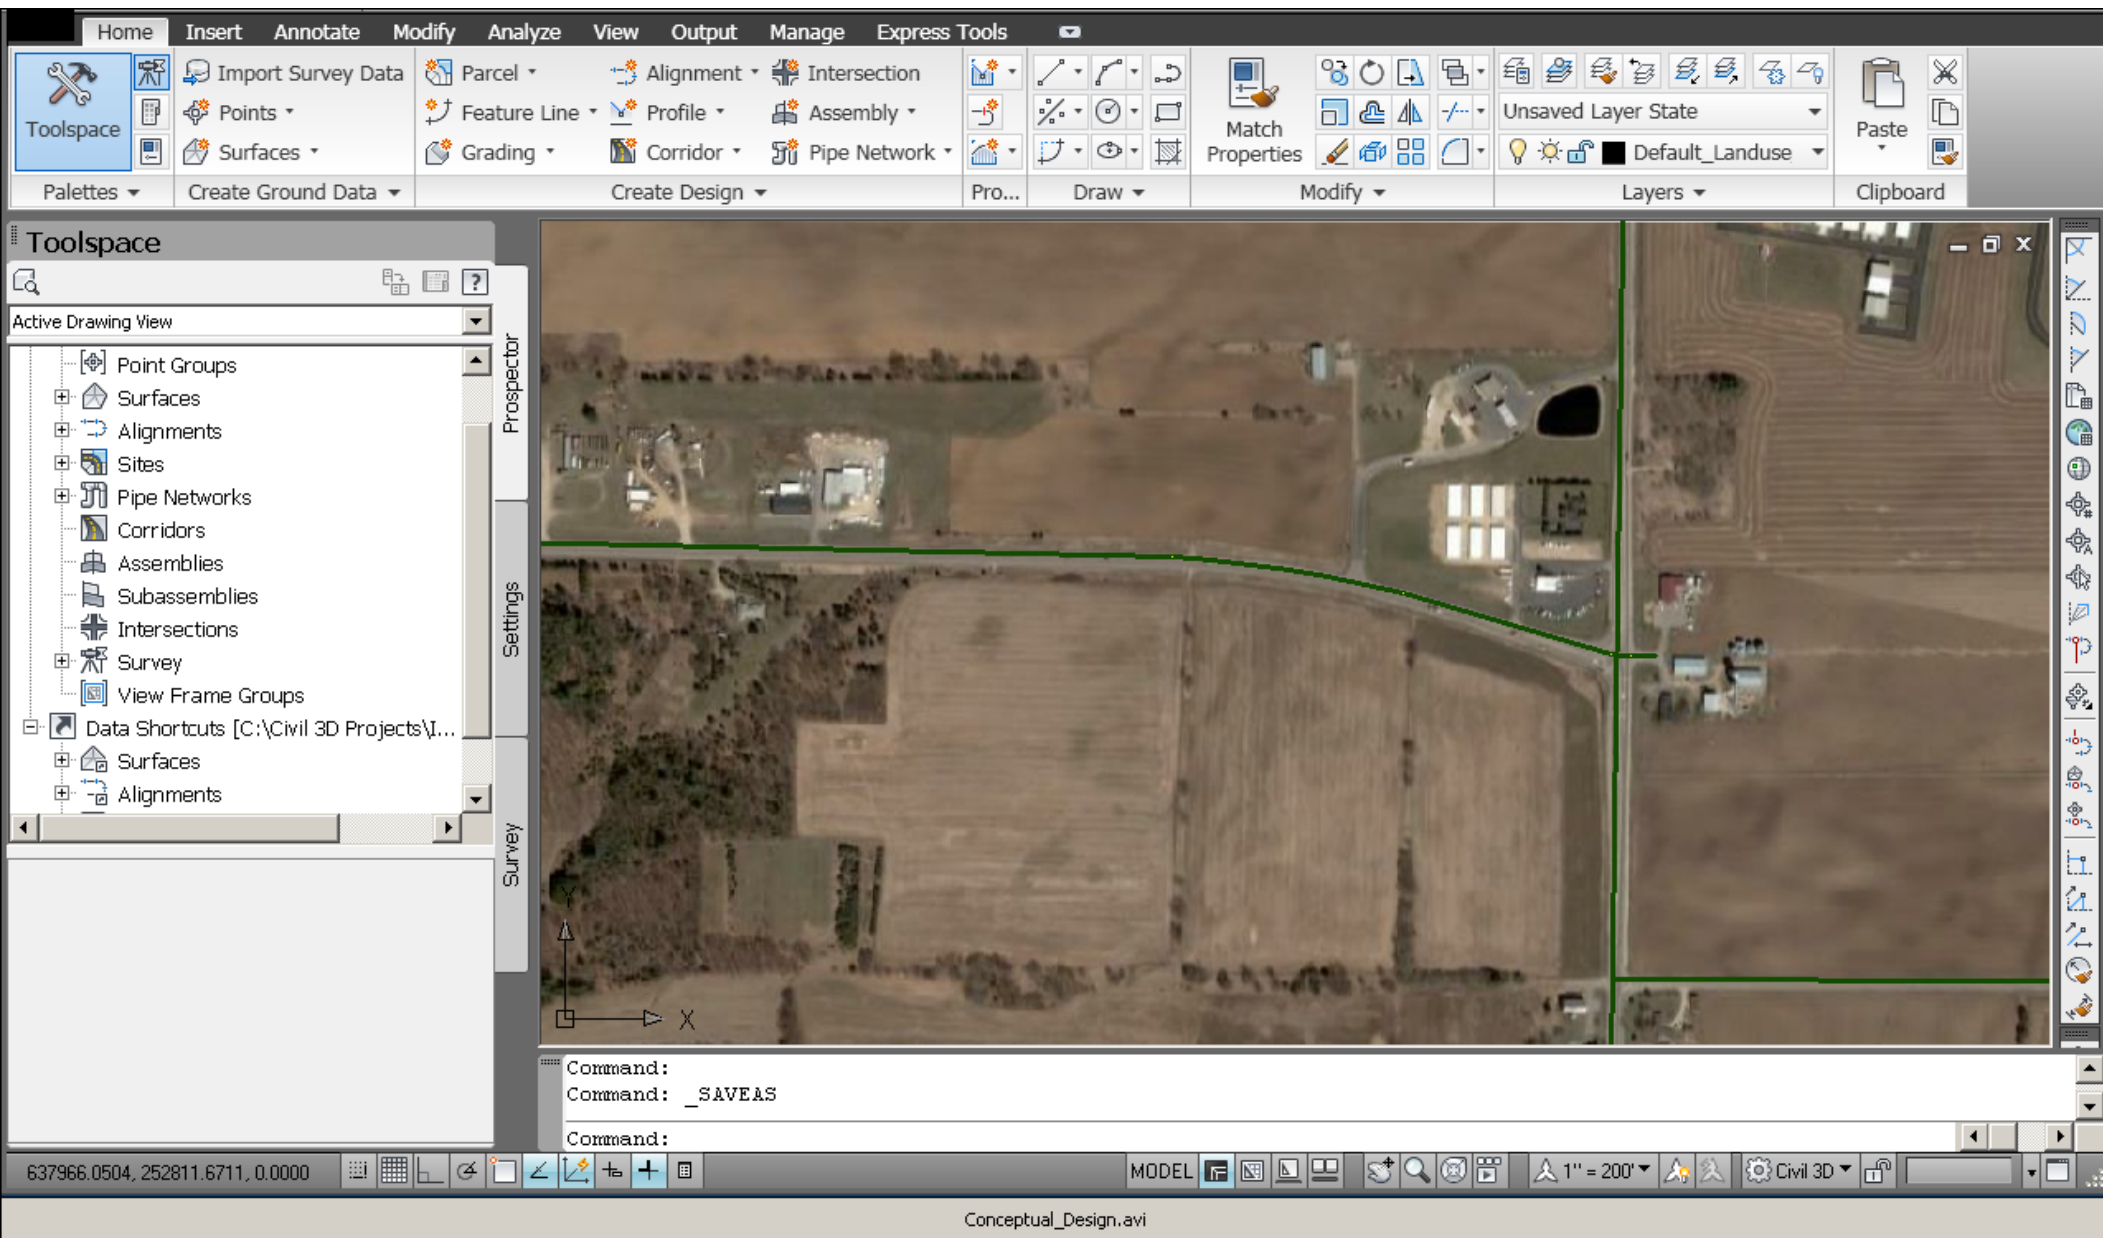 Home Insert Annotate Modify Analyze View Output Manage Express Tools
Import Survey Data Parcel Alignment Intersection
Points Feature Line Profile Assembly Unsaved Layer State
Toolspace Match Properties Paste
Surfaces Grading Corridor Pipe Network Default_Landuse
Palettes Create Ground Data Create Design Pro... Draw Modify Layers Clipboard
Toolspace
Active Drawing View
Point Groups
Surfaces
Alignments
Sites
Pipe Networks
Corridors
Assemblies
Subassemblies
Intersections
Survey
View Frame Groups
Data Shortcuts [C:\Civil 3D Projects\I...
Surfaces
Alignments
Prospector
Settings
Survey
Y
X
Command:
Command: _SAVEAS
Command:
637966.0504, 252811.6711, 0.0000 MODEL 1" = 200' Civil 3D
Conceptual_Design.avi